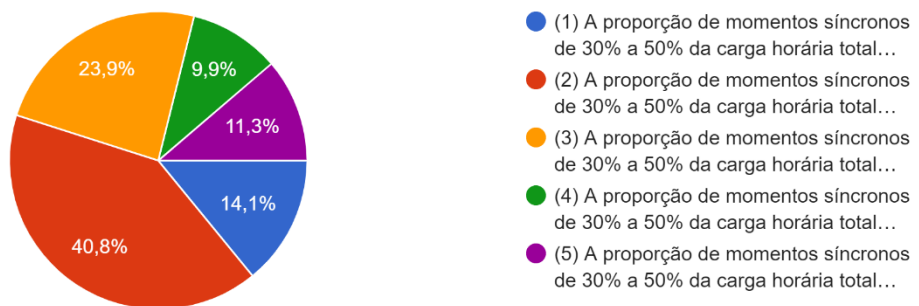 23,9%
9,9%
11,3%
14,1%
40,8%
(1) A proporção de momentos síncronos
de 30% a 50% da carga horária total…
(2) A proporção de momentos síncronos
de 30% a 50% da carga horária total…
(3) A proporção de momentos síncronos
de 30% a 50% da carga horária total…
(4) A proporção de momentos síncronos
de 30% a 50% da carga horária total…
(5) A proporção de momentos síncronos
de 30% a 50% da carga horária total…